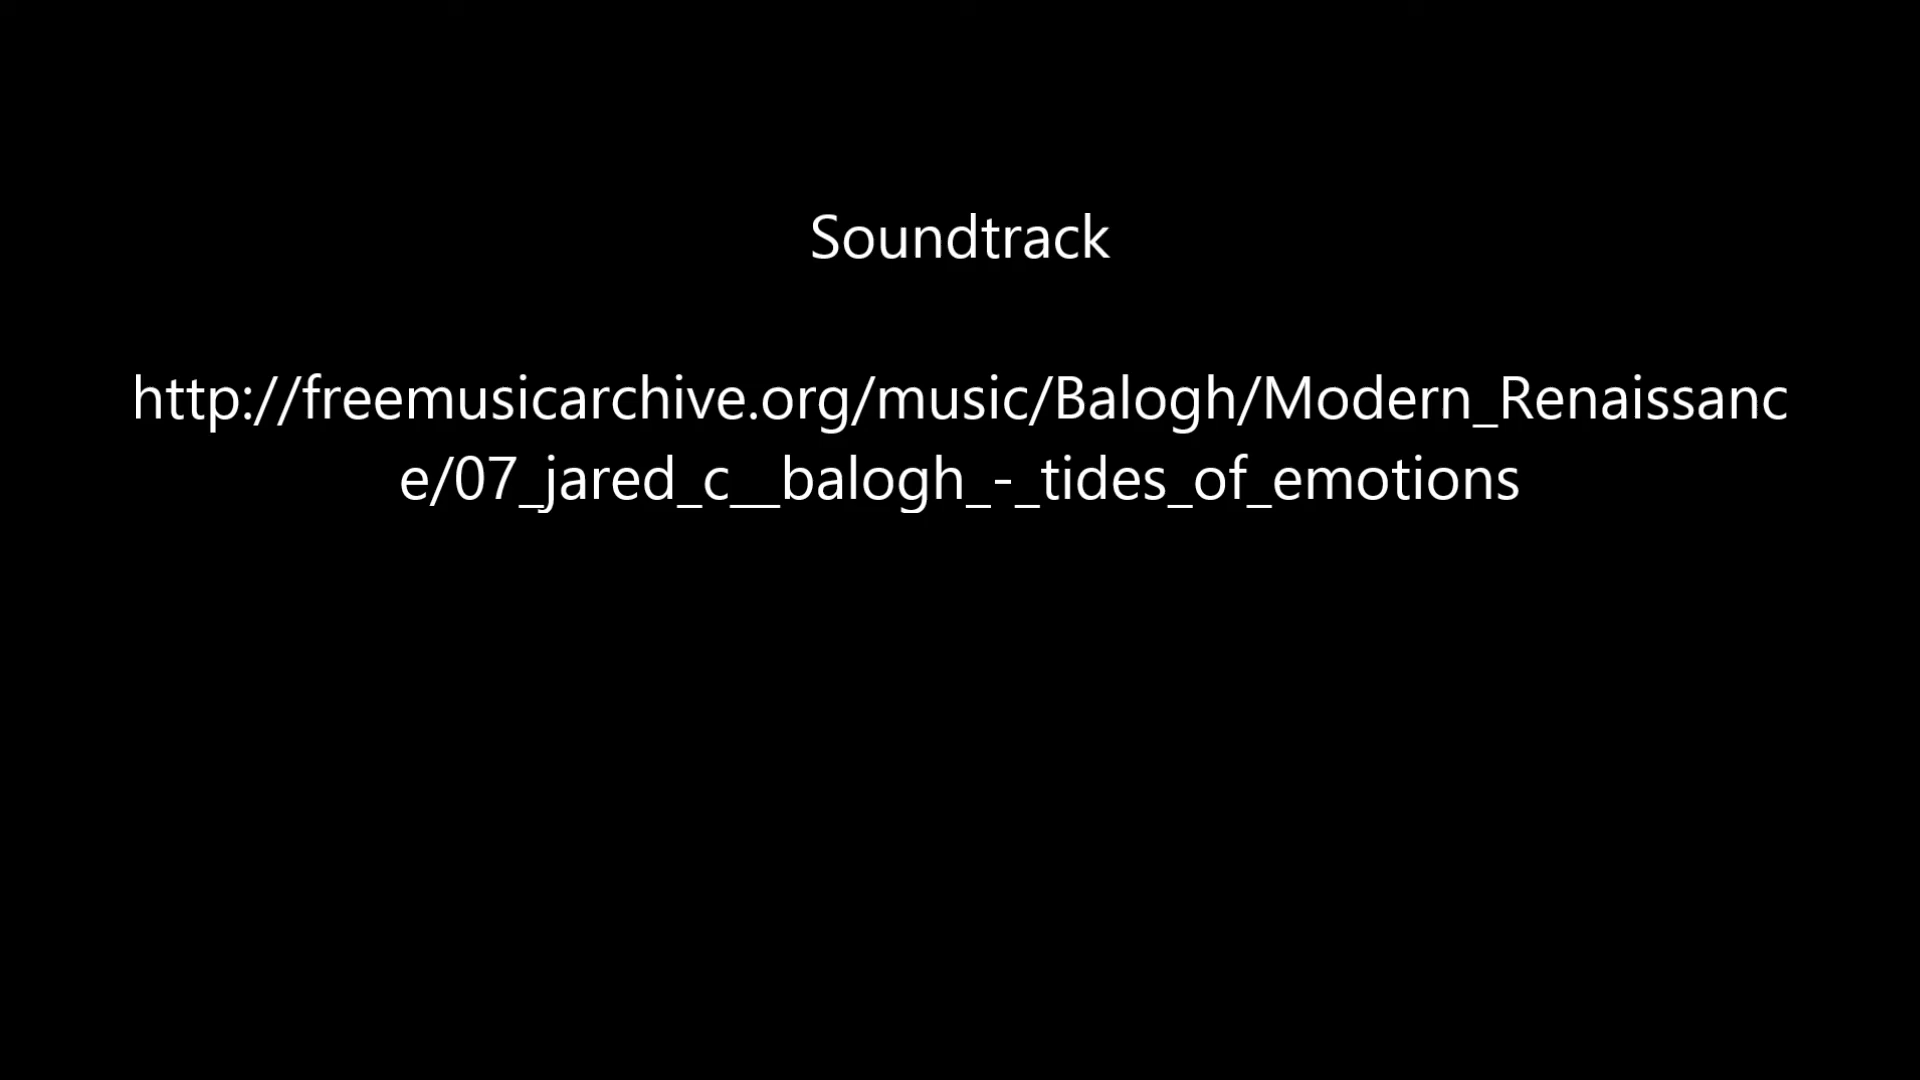 Soundtrack
http://freemusicarchive.org/music/Balogh/Modern_Renaissanc
e/07_jared_c__balogh_-_tides_of_emotions